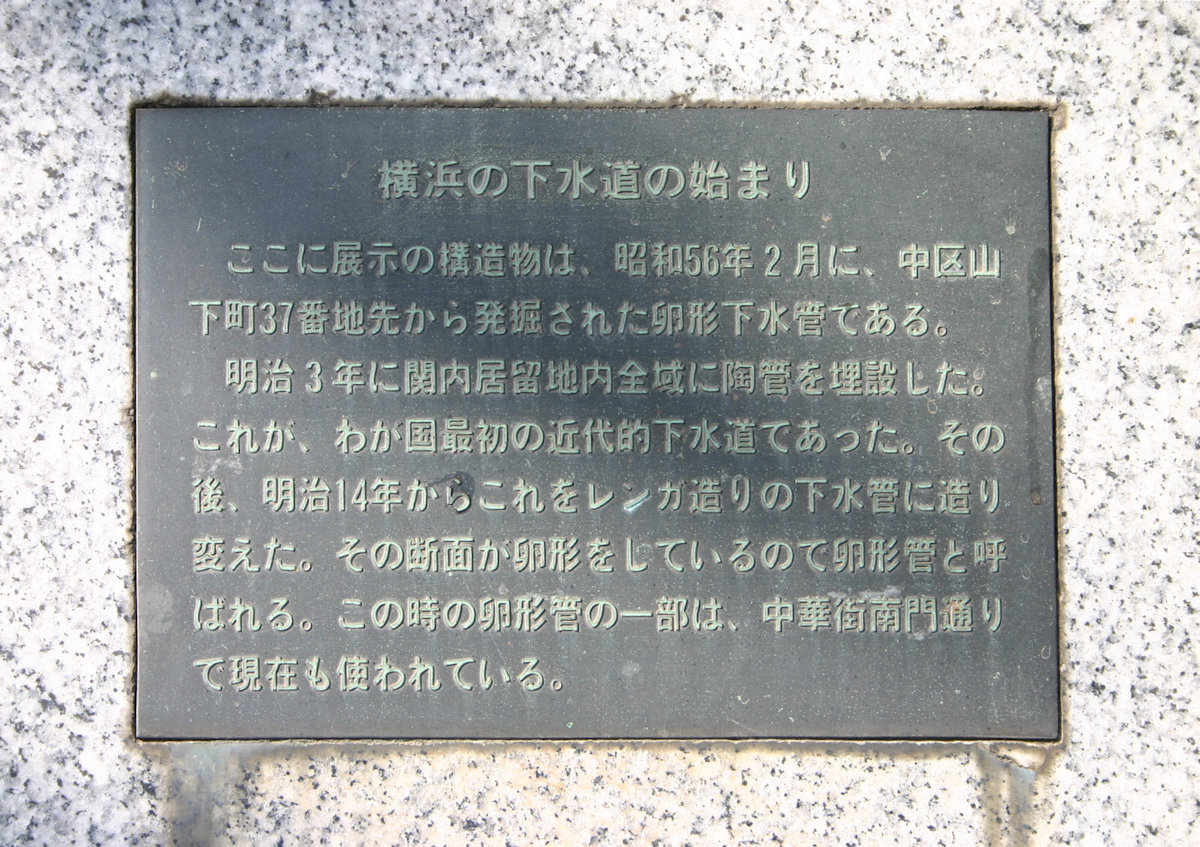 横浜の下水道の始まり
ここに展示の構造物は、昭和56年2月に、中区山
下町37番地先から発掘された卵形下水管である。
明治3年に関内居留地内全域に陶管を埋設した。
これが、わが国最初の近代的下水道てあった。その
後、明治14年からこれをレンガ造りの下水管に造り
変えた。その断面が卵形をしているので卵形管と呼
ばれる。この時の卵形管の一部は、中華街南門通り
で現在も使われている。